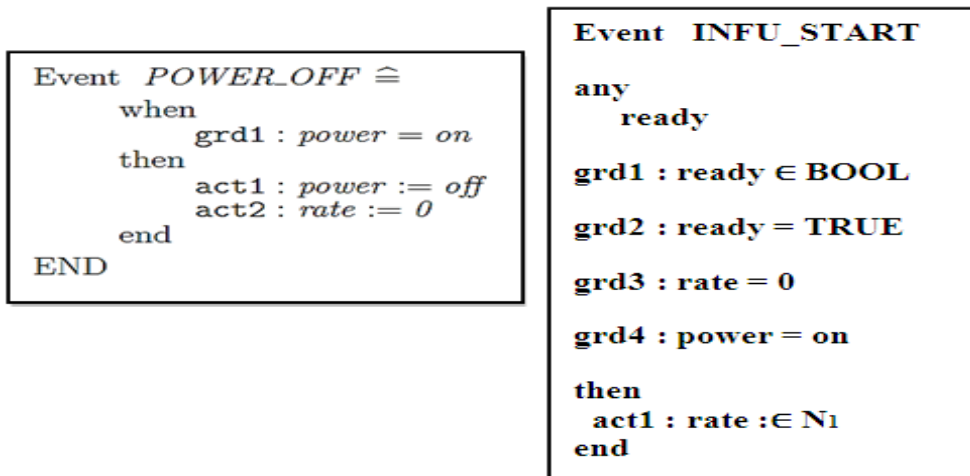 Event POWER_OFF ≙
when
grd1 : power = on
then
act1 : power := off
act2 : rate := 0
end
END
Event INFU_START
any
ready
grd1 : ready ∈ BOOL
grd2 : ready = TRUE
grd3 : rate = 0
grd4 : power = on
then
act1 : rate :∈ N1
end